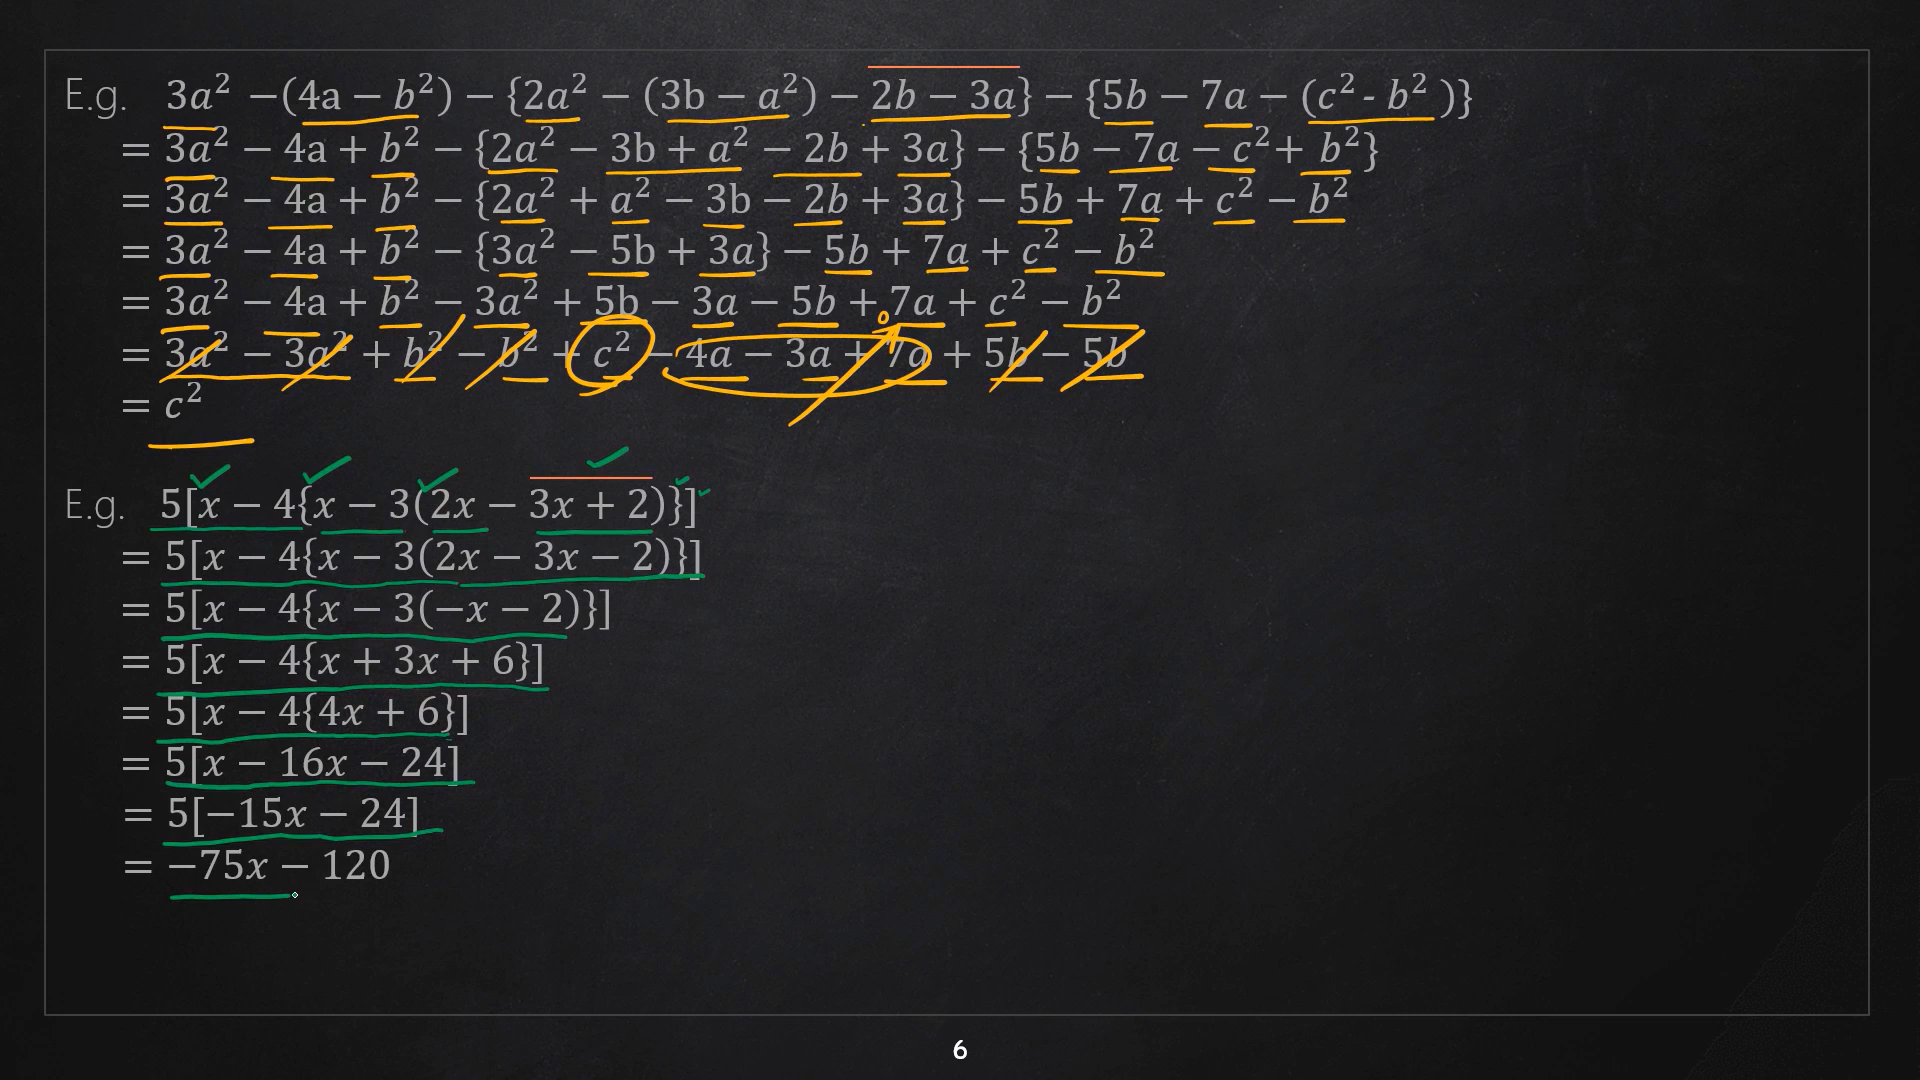 E.g. 3a² −(4a − b²) − {2a² − (3b − a²) − 2b − 3a} − {5b − 7a − (c² - b² )}
= 3a² − 4a + b² − {2a² − 3b + a² − 2b + 3a} − {5b − 7a − c²+ b²}
= 3a² − 4a + b² − {2a² + a² − 3b − 2b + 3a} − 5b + 7a + c² − b²
= 3a² − 4a + b² − {3a² − 5b + 3a} − 5b + 7a + c² − b²
= 3a² − 4a + b² − 3a² + 5b − 3a − 5b + 7a + c² − b²
= 3a² − 3a² + b² − b² + c² − 4a − 3a + 7a + 5b − 5b
= c²
E.g. 5[x − 4{x − 3(2x − 3x + 2)}]
= 5[x − 4{x − 3(2x − 3x − 2)}]
= 5[x − 4{x − 3(−x − 2)}]
= 5[x − 4{x + 3x + 6}]
= 5[x − 4{4x + 6}]
= 5[x − 16x − 24]
= 5[−15x − 24]
= −75x − 120
6